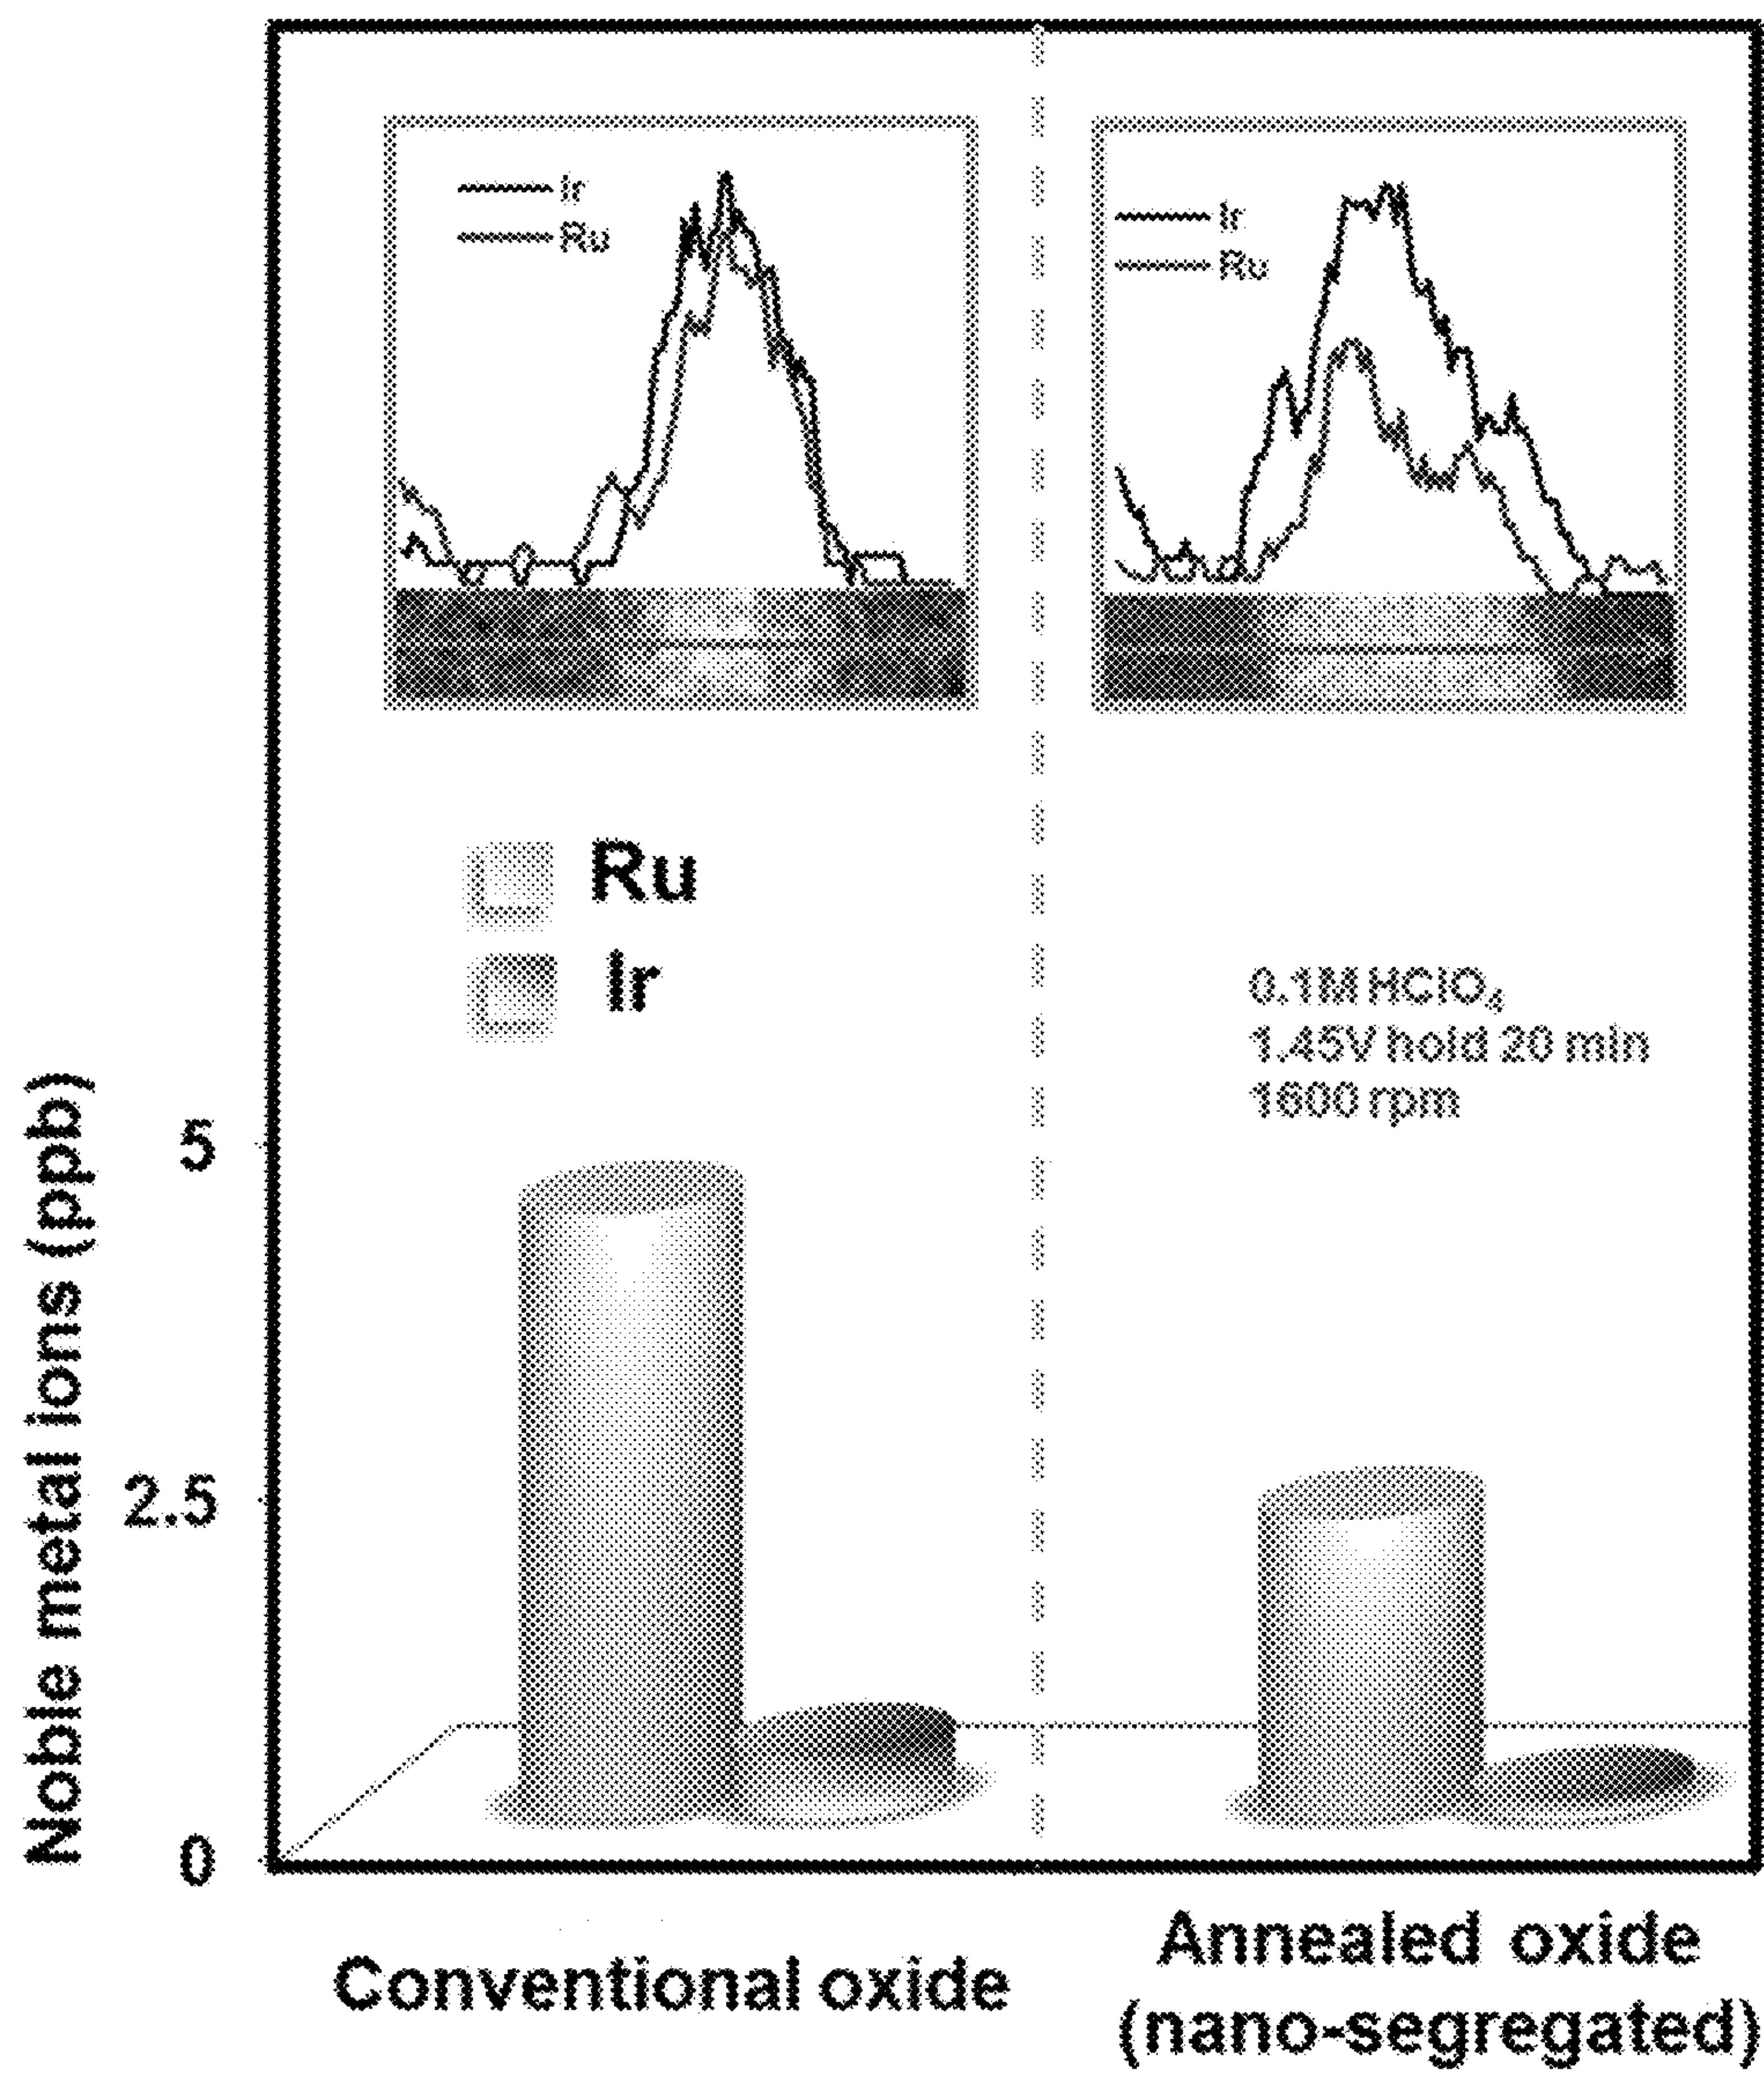 Ir
Ru
Ir
Ru
Ru
Ir
0.1M HClO₄
1.45V hold 20 min
1600 rpm
Noble metal ions (ppb)
5
2.5
0
Conventional oxide
Annealed oxide
(nano-segregated)